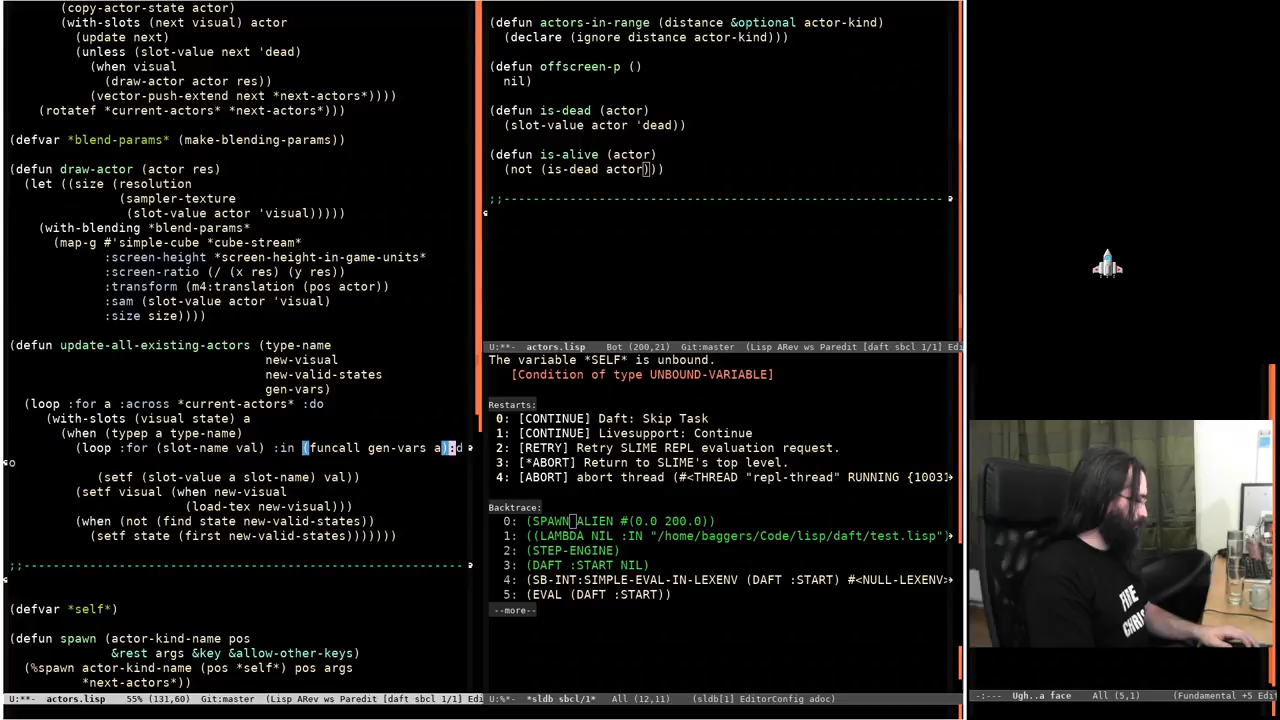 (copy-actor-state actor)
(with-slots (next visual) actor
(update next)
(unless (slot-value next 'dead)
(when visual
(draw-actor actor res))
(vector-push-extend next *next-actors*))))
(rotatef *current-actors* *next-actors*)))
(defvar *blend-params* (make-blending-params))
(defun draw-actor (actor res)
(let ((size (resolution
(sampler-texture
(slot-value actor 'visual)))))
(with-blending *blend-params*
(map-g #'simple-cube *cube-stream*
:screen-height *screen-height-in-game-units*
:screen-ratio (/ (x res) (y res))
:transform (m4:translation (pos actor))
:sam (slot-value actor 'visual)
:size size))))
(defun update-all-existing-actors (type-name
new-visual
new-valid-states
gen-vars)
(loop :for a :across *current-actors* :do
(with-slots (visual state) a
(when (typep a type-name)
(loop :for (slot-name val) :in (funcall gen-vars a):d
o
(setf (slot-value a slot-name) val))
(setf visual (when new-visual
(load-tex new-visual)))
(when (not (find state new-valid-states))
(setf state (first new-valid-states)))))))
;;--------------------------------------------------------------
(defvar *self*)
(defun spawn (actor-kind-name pos
&rest args &key &allow-other-keys)
(%spawn actor-kind-name (pos *self*) pos args
*next-actors*))
U:**- actors.lisp 55% (131,60) Git:master (Lisp ARev ws Paredit [daft sbcl 1/1] Ed
(defun actors-in-range (distance &optional actor-kind)
(declare (ignore distance actor-kind)))
(defun offscreen-p ()
nil)
(defun is-dead (actor)
(slot-value actor 'dead))
(defun is-alive (actor)
(not (is-dead actor)))
;;--------------------------------------------------------------
U:**- actors.lisp Bot (200,21) Git:master (Lisp ARev ws Paredit [daft sbcl 1/1] Edi
The variable *SELF* is unbound.
[Condition of type UNBOUND-VARIABLE]
Restarts:
0: [CONTINUE] Daft: Skip Task
1: [CONTINUE] Livesupport: Continue
2: [RETRY] Retry SLIME REPL evaluation request.
3: [*ABORT] Return to SLIME's top level.
4: [ABORT] abort thread (#<THREAD "repl-thread" RUNNING {1003
Backtrace:
0: (SPAWN ALIEN #(0.0 200.0))
1: ((LAMBDA NIL :IN "/home/baggers/Code/lisp/daft/test.lisp")
2: (STEP-ENGINE)
3: (DAFT :START NIL)
4: (SB-INT:SIMPLE-EVAL-IN-LEXENV (DAFT :START) #<NULL-LEXENV>
5: (EVAL (DAFT :START))
--more--
U:%*- *sldb sbcl/1* All (12,11) (sldb[1] EditorConfig adoc)
THE
CHRIS
-:--- Ugh..a face All (5,1) (Fundamental +5 Edit